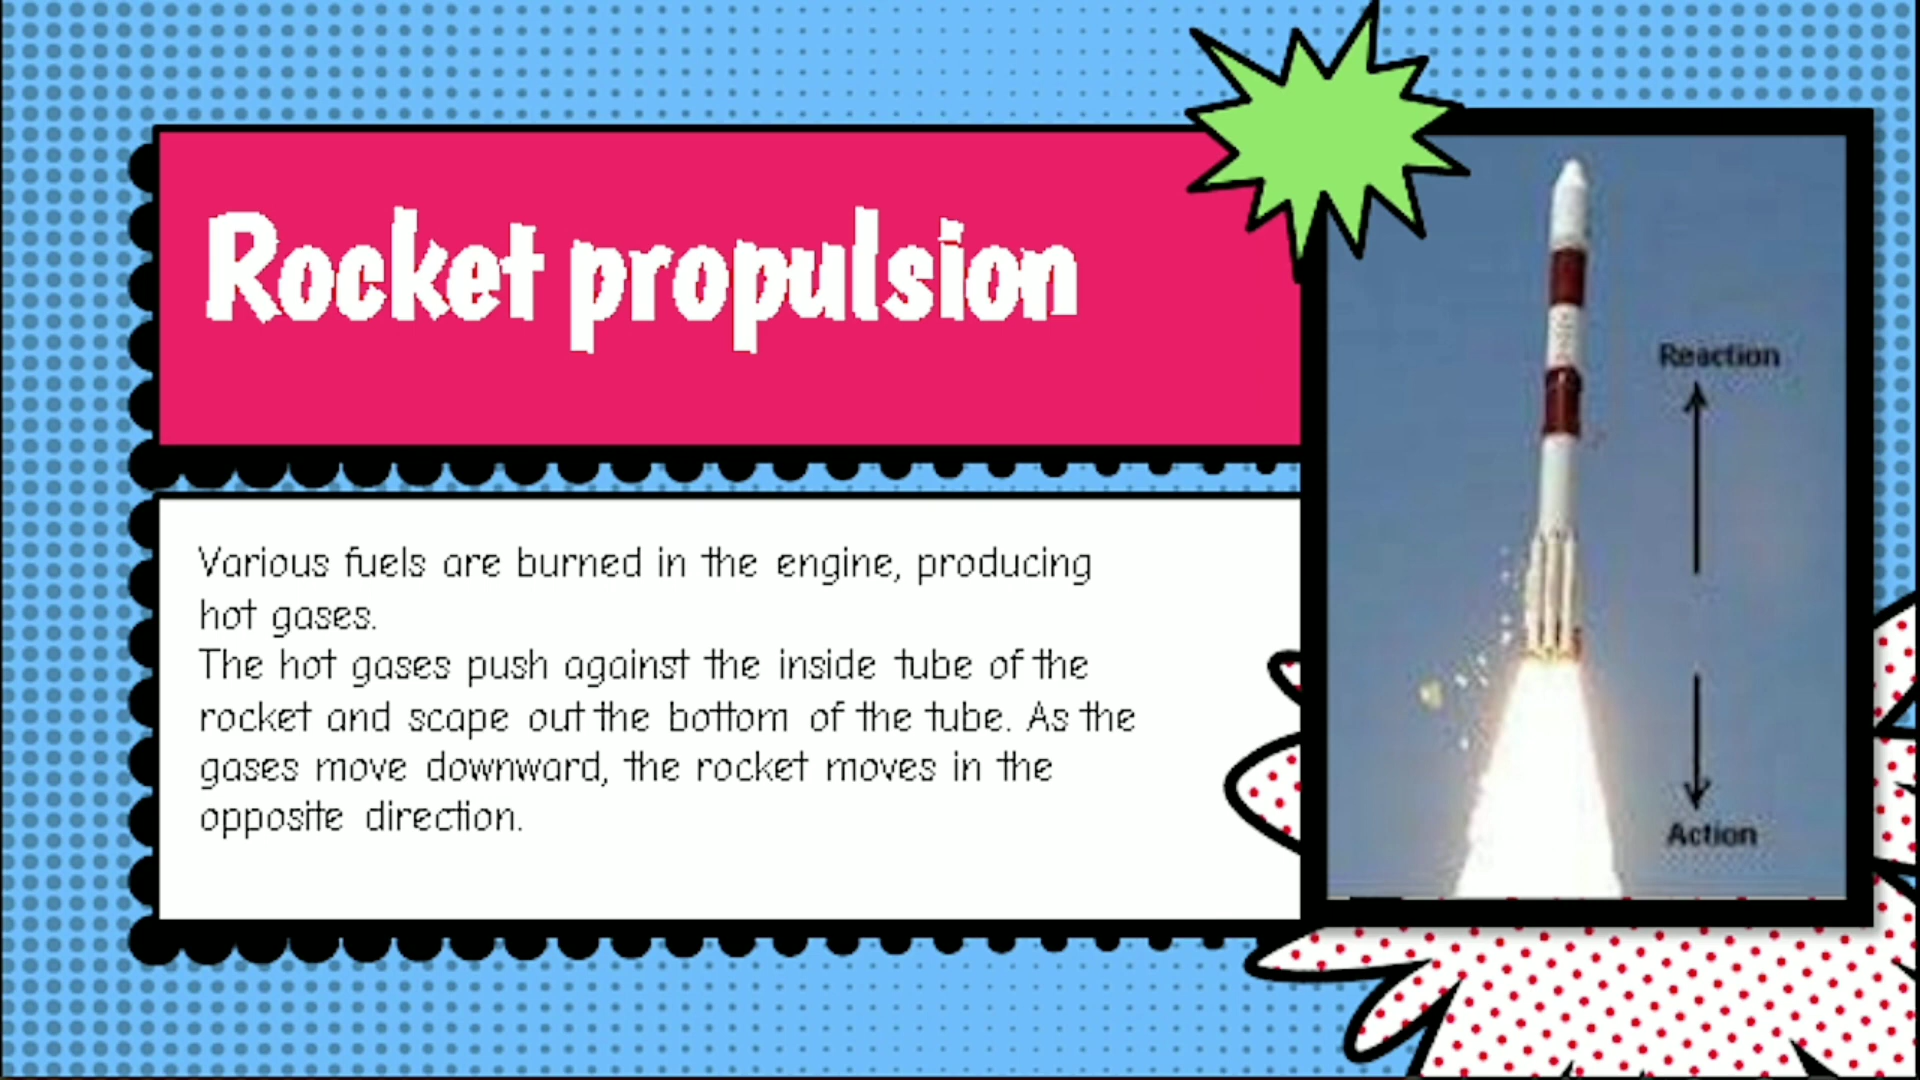 Rocket propulsion
Various fuels are burned in the engine, producing
hot gases.
The hot gases push against the inside tube of the
rocket and scape out the bottom of the tube. As the
gases move downward, the rocket moves in the
opposite direction.
Reaction
Action